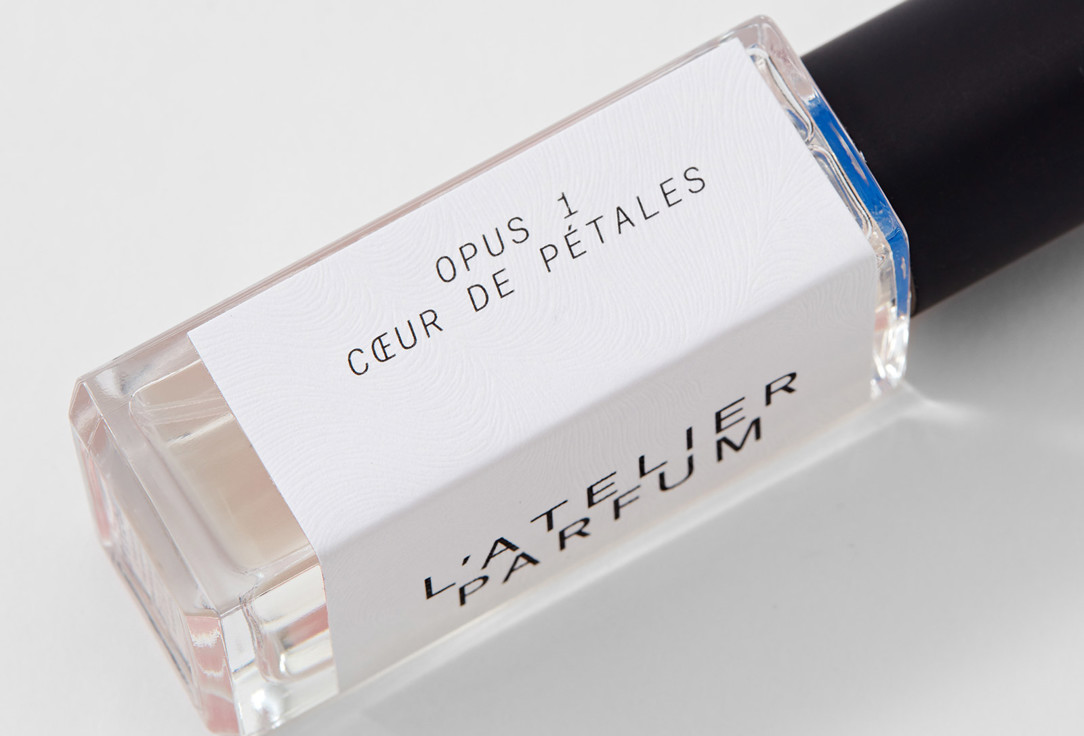 OPUS 1
CŒUR DE PÉTALES
L'ATELIER
PARFUM